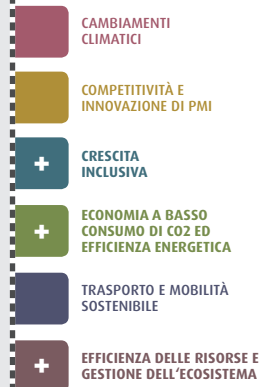 CAMBIAMENTI
CLIMATICI
COMPETITIVITÀ E
INNOVAZIONE DI PMI
+ CRESCITA
INCLUSIVA
ECONOMIA A BASSO
+ CONSUMO DI CO2 ED
EFFICIENZA ENERGETICA
TRASPORTO E MOBILITÀ
SOSTENIBILE
+ EFFICIENZA DELLE RISORSE E
GESTIONE DELL'ECOSISTEMA